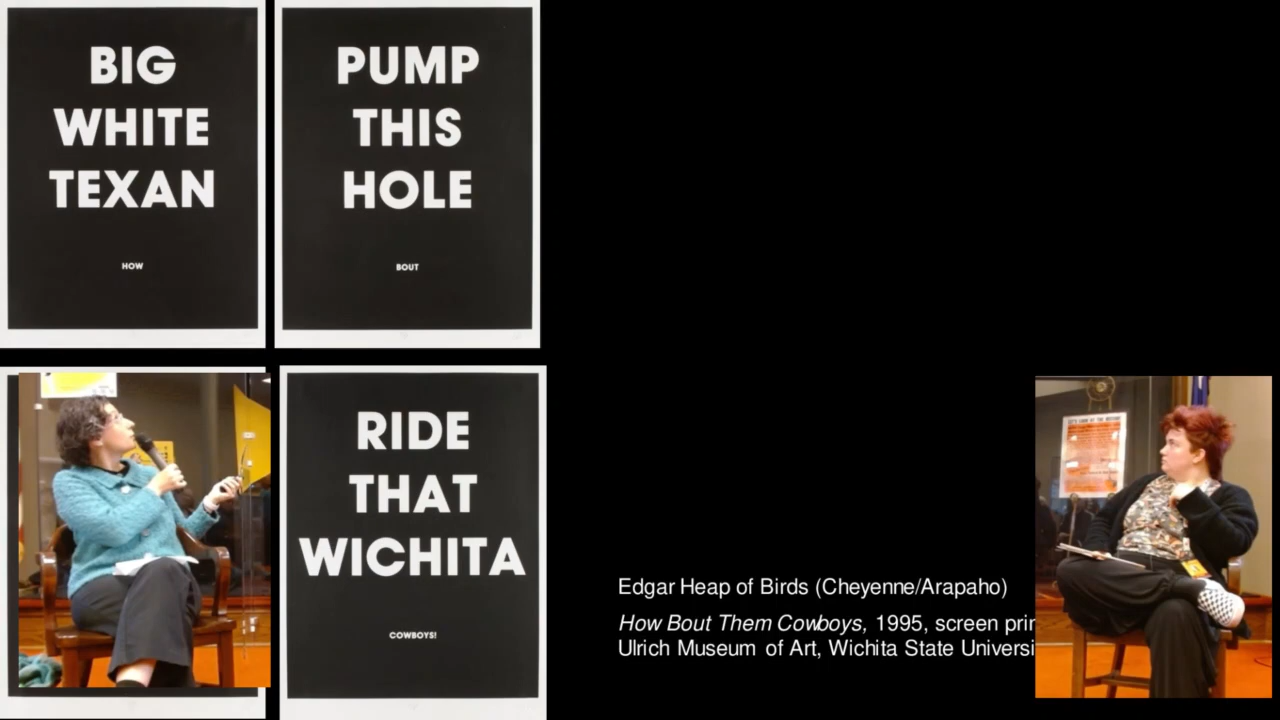 BIG
WHITE
TEXAN
HOW
PUMP
THIS
HOLE
BOUT
RIDE
THAT
WICHITA
COWBOYS!
Edgar Heap of Birds (Cheyenne/Arapaho)
How Bout Them Cowboys, 1995, screen prin
Ulrich Museum of Art, Wichita State Universi